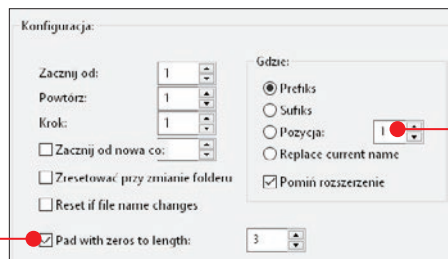 Konfiguracja:
Zacznij od: 1
Powtórz: 1
Krok: 1
Zacznij od nowa co:
Zresetować przy zmianie folderu
Reset if file name changes
Pad with zeros to length: 3
Gdzie:
Prefiks
Sufiks
Pozycja: 1
Replace current name
Pomiń rozszerzenie